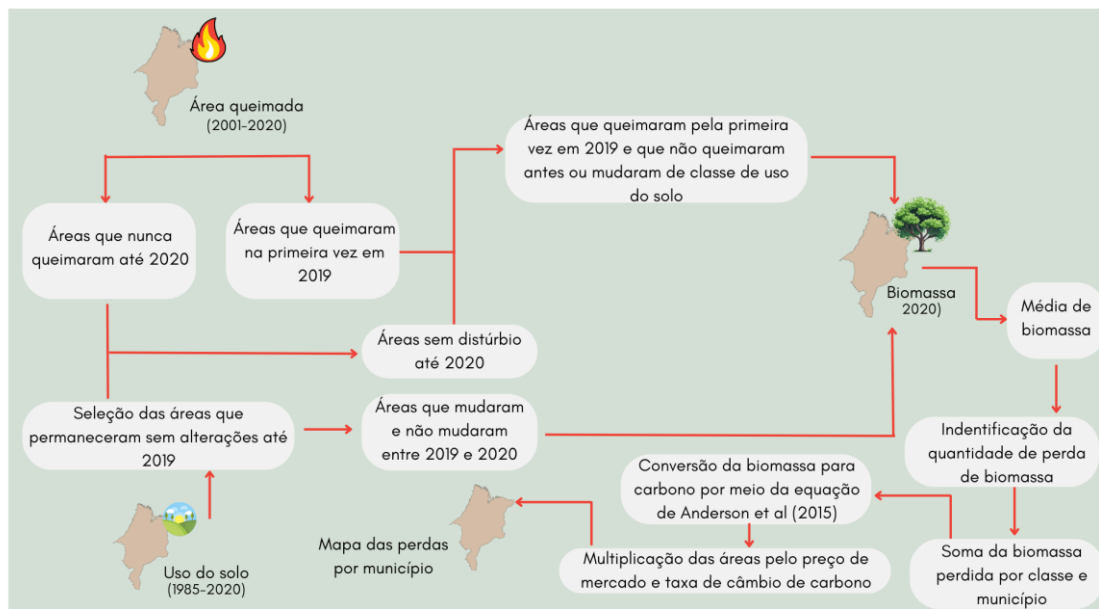 Área queimada
(2001-2020)
Áreas que queimaram pela primeira
vez em 2019 e que não queimaram
antes ou mudaram de classe de uso
do solo
Áreas que nunca
queimaram até 2020
Áreas que queimaram
na primeira vez em
2019
Biomassa
2020)
Média de
biomassa
Áreas sem distúrbio
até 2020
Seleção das áreas que
permaneceram sem alterações até
2019
Áreas que mudaram
e não mudaram
entre 2019 e 2020
Indentificação da
quantidade de perda
de biomassa
Conversão da biomassa para
carbono por meio da equação
de Anderson et al (2015)
Mapa das perdas
por município
Multiplicação das áreas pelo preço de
mercado e taxa de câmbio de carbono
Soma da biomassa
perdida por classe e
município
Uso do solo
(1985-2020)